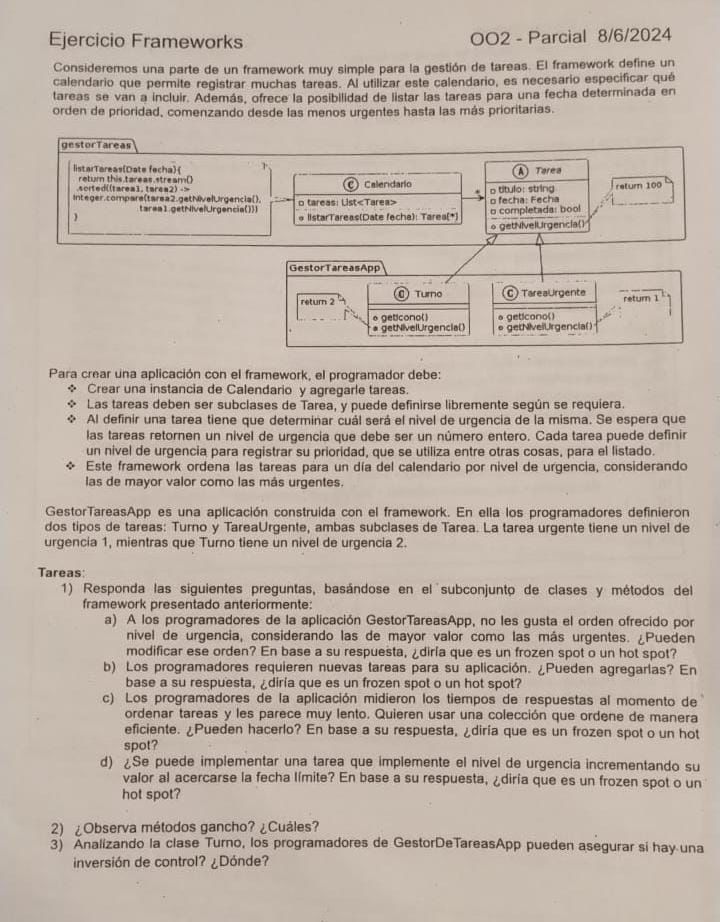 Ejercicio Frameworks
OO2 - Parcial 8/6/2024
Consideremos una parte de un framework muy simple para la gestión de tareas. El framework define un
calendario que permite registrar muchas tareas. Al utilizar este calendario, es necesario especificar qué
tareas se van a incluir. Además, ofrece la posibilidad de listar las tareas para una fecha determinada en
orden de prioridad, comenzando desde las menos urgentes hasta las más prioritarias.
gestorTareas
listarTareas(Date fecha){
return this.tareas.stream()
.sorted((tarea1, tarea2) ->
Integer.compare(tarea2.getNivelUrgencia(),
tarea1.getNivelUrgencia()))
}
C Calendario
tareas: List<Tarea>
listarTareas(Date fecha): Tarea[*]
*
A Tarea
titulo: string
fecha: Fecha
completada: bool
getNivelUrgencia()
return 100
GestorTareasApp
return 2
C Turno
getIcono()
getNivelUrgencia()
C TareaUrgente
getIcono()
getNivelUrgencia()
return 1
Para crear una aplicación con el framework, el programador debe:
❖ Crear una instancia de Calendario y agregarle tareas.
❖ Las tareas deben ser subclases de Tarea, y puede definirse libremente según se requiera.
❖ Al definir una tarea tiene que determinar cuál será el nivel de urgencia de la misma. Se espera que
las tareas retornen un nivel de urgencia que debe ser un número entero. Cada tarea puede definir
un nivel de urgencia para registrar su prioridad, que se utiliza entre otras cosas, para el listado.
❖ Este framework ordena las tareas para un día del calendario por nivel de urgencia, considerando
las de mayor valor como las más urgentes.
GestorTareasApp es una aplicación construida con el framework. En ella los programadores definieron
dos tipos de tareas: Turno y TareaUrgente, ambas subclases de Tarea. La tarea urgente tiene un nivel de
urgencia 1, mientras que Turno tiene un nivel de urgencia 2.
Tareas:
1) Responda las siguientes preguntas, basándose en el subconjunto de clases y métodos del
framework presentado anteriormente:
a) A los programadores de la aplicación GestorTareasApp, no les gusta el orden ofrecido por
nivel de urgencia, considerando las de mayor valor como las más urgentes. ¿Pueden
modificar ese orden? En base a su respuesta, ¿diría que es un frozen spot o un hot spot?
b) Los programadores requieren nuevas tareas para su aplicación. ¿Pueden agregarlas? En
base a su respuesta, ¿diría que es un frozen spot o un hot spot?
c) Los programadores de la aplicación midieron los tiempos de respuestas al momento de
ordenar tareas y les parece muy lento. Quieren usar una colección que ordene de manera
eficiente. ¿Pueden hacerlo? En base a su respuesta, ¿diría que es un frozen spot o un hot
spot?
d) ¿Se puede implementar una tarea que implemente el nivel de urgencia incrementando su
valor al acercarse la fecha límite? En base a su respuesta, ¿diría que es un frozen spot o un
hot spot?
2) ¿Observa métodos gancho? ¿Cuáles?
3) Analizando la clase Turno, los programadores de GestorDeTareasApp pueden asegurar si hay una
inversión de control? ¿Dónde?